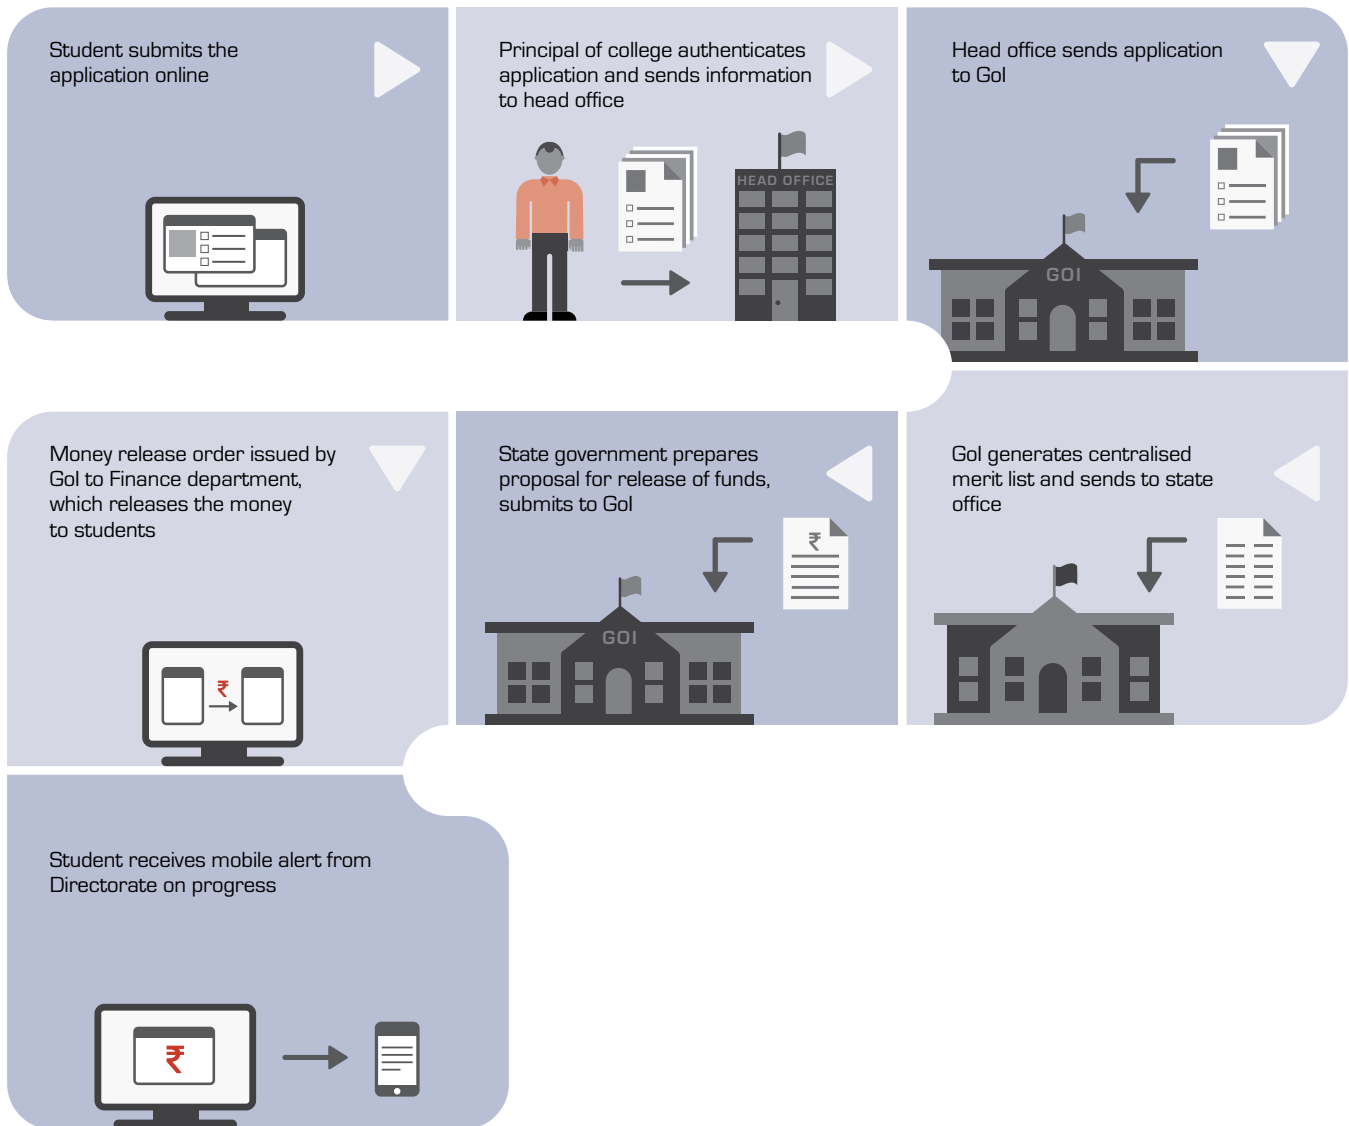 Student submits the
application online
Principal of college authenticates
application and sends information
to head office
HEAD OFFICE
Head office sends application
to GoI
GOI
GoI generates centralised
merit list and sends to state
office
State government prepares
proposal for release of funds,
submits to GoI
₹
GOI
Money release order issued by
GoI to Finance department,
which releases the money
to students
₹
Student receives mobile alert from
Directorate on progress
₹